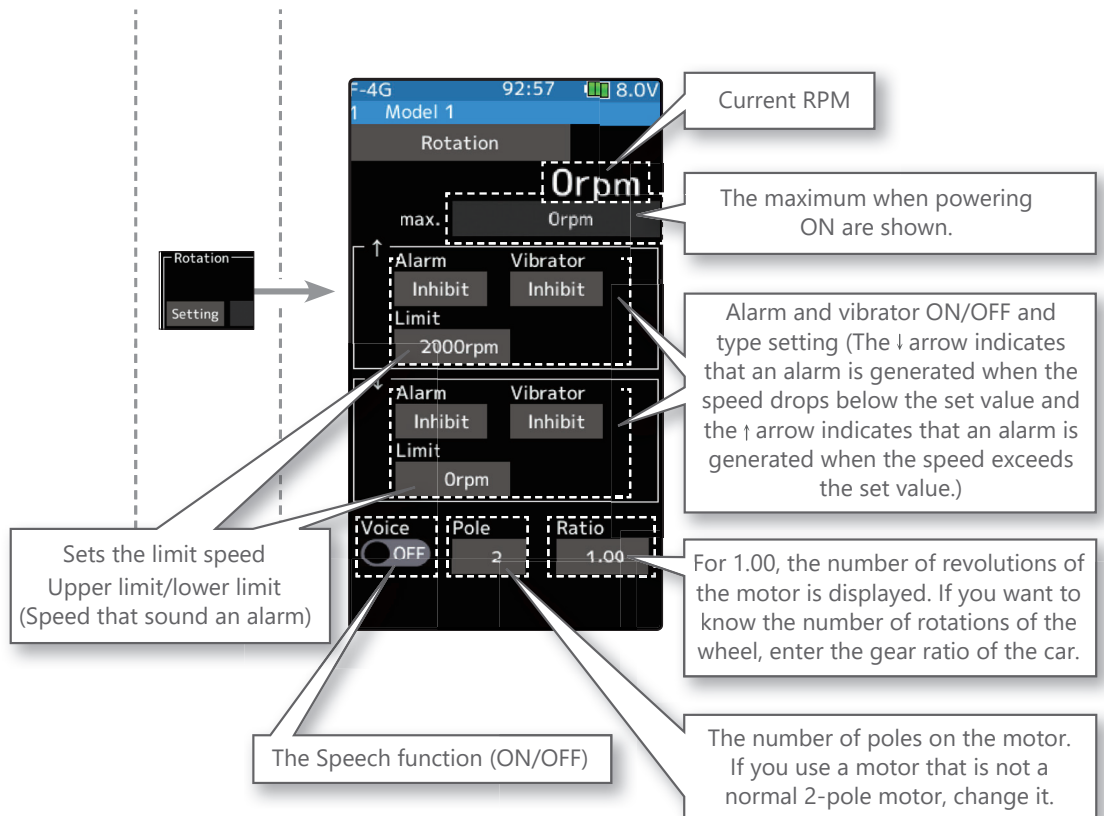 F-4G 92:57 8.0V
1 Model 1
Rotation
0rpm
max. 0rpm
↑
Alarm Vibrator
Inhibit Inhibit
Limit
2000rpm
↓
Alarm Vibrator
Inhibit Inhibit
Limit
0rpm
Voice Pole Ratio
OFF 2 1.00
Rotation
Setting
Current RPM
The maximum when powering
ON are shown.
Alarm and vibrator ON/OFF and
type setting (The ↓ arrow indicates
that an alarm is generated when the
speed drops below the set value and
the ↑ arrow indicates that an alarm is
generated when the speed exceeds
the set value.)
Sets the limit speed
Upper limit/lower limit
(Speed that sound an alarm)
For 1.00, the number of revolutions of
the motor is displayed. If you want to
know the number of rotations of the
wheel, enter the gear ratio of the car.
The Speech function (ON/OFF)
The number of poles on the motor.
If you use a motor that is not a
normal 2-pole motor, change it.